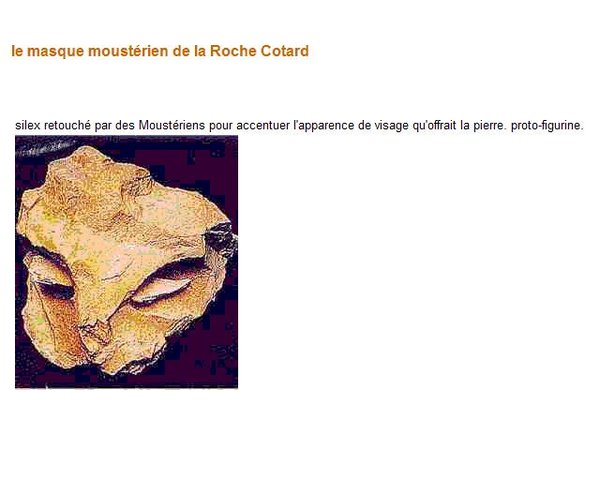 le masque moustérien de la Roche Cotard
silex retouché par des Moustériens pour accentuer l'apparence de visage qu'offrait la pierre. proto-figurine.